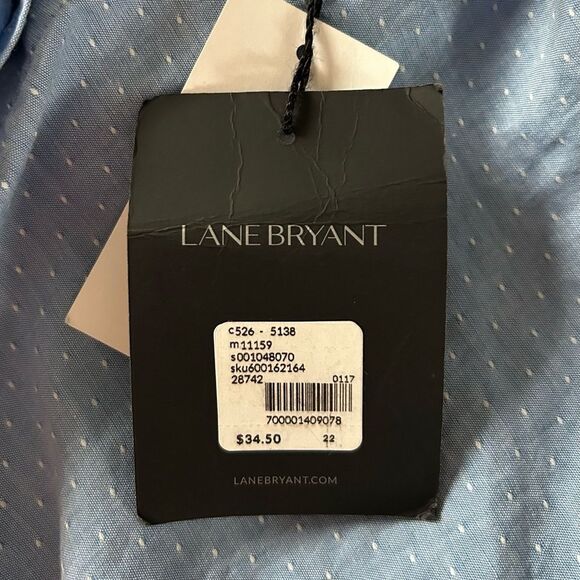 LANE BRYANT
c526 - 5138
m11159
s001048070
sku600162164
28742 0117
700001409078
$34.50 22
LANEBRYANT.COM